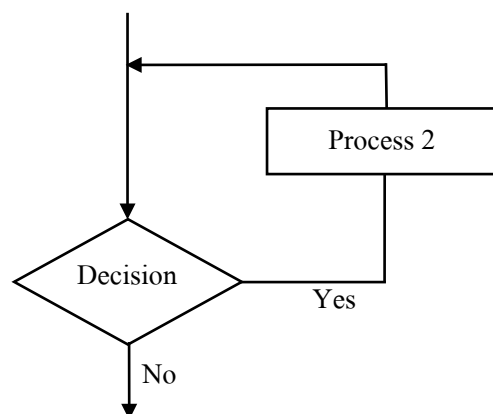 Process 2
Decision
Yes
No